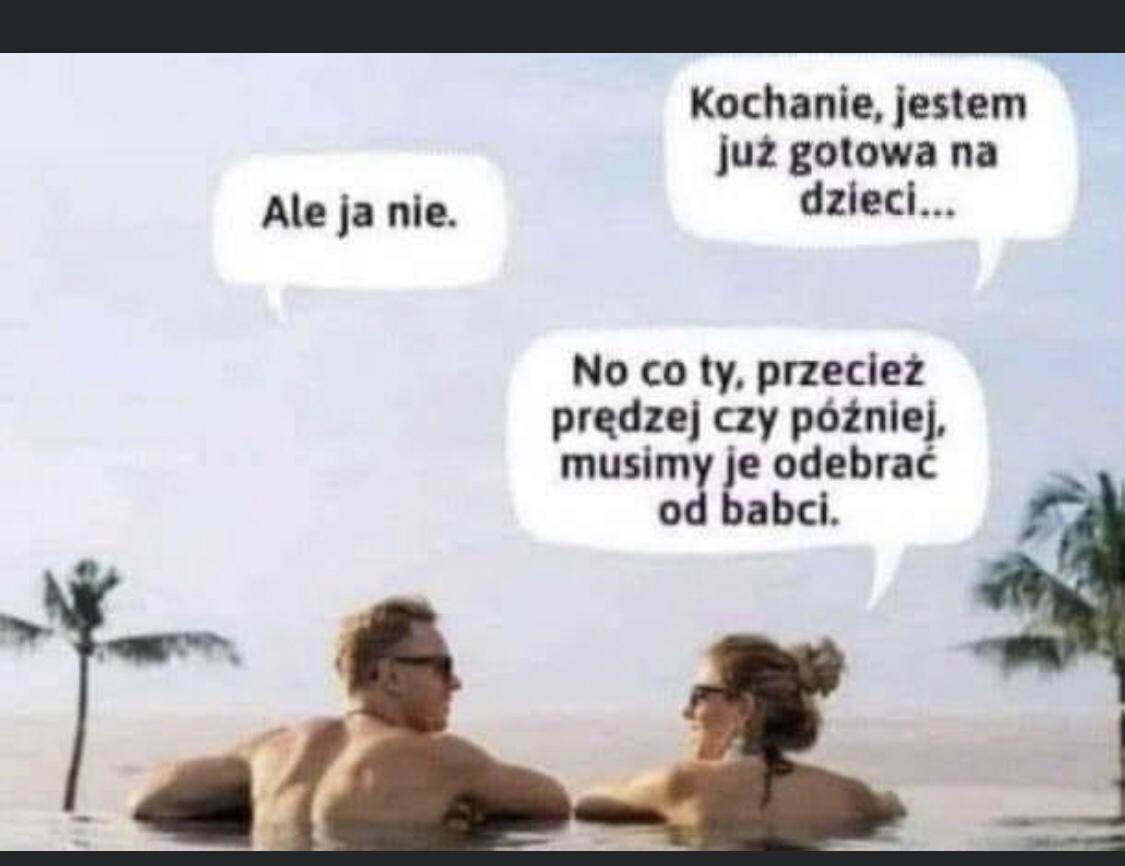 Kochanie, jestem
już gotowa na
dzieci...
Ale ja nie.
No co ty, przecież
prędzej czy później,
musimy je odebrać
od babci.